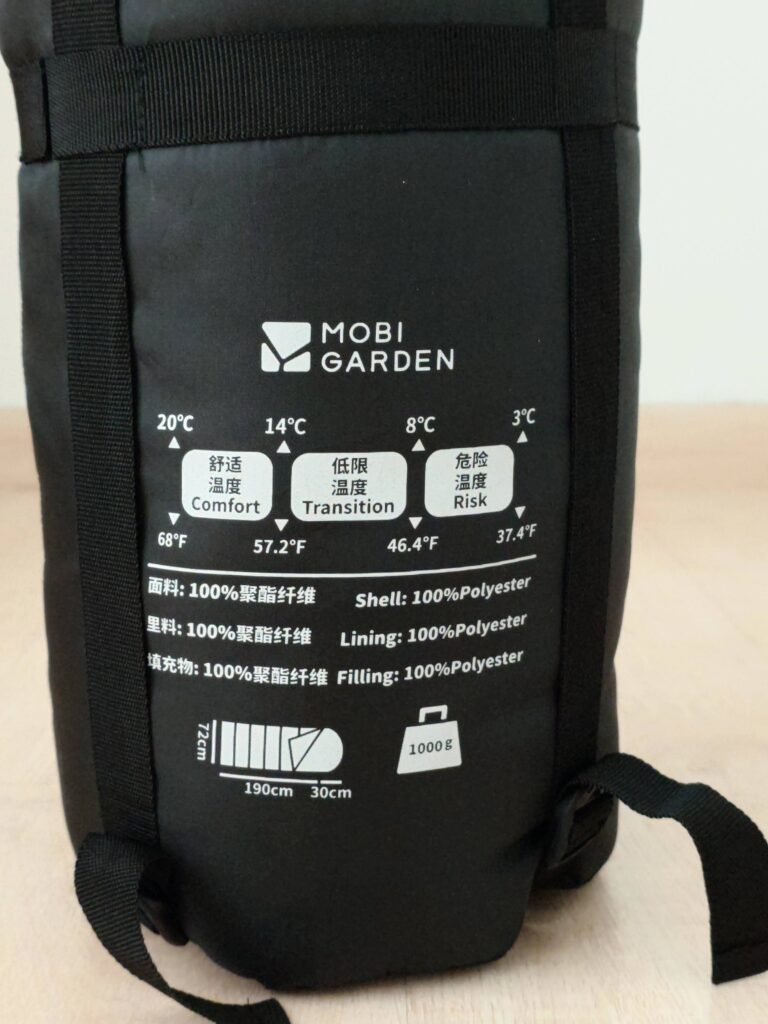 MOBI
GARDEN
20℃ 14℃ 8℃ 3℃
舒适 低限 危险
温度 温度 温度
Comfort Transition Risk
68°F 57.2°F 46.4°F 37.4°F
面料: 100%聚酯纤维 Shell: 100%Polyester
里料: 100%聚酯纤维 Lining: 100%Polyester
填充物: 100%聚酯纤维 Filling: 100%Polyester
72cm
1000g
190cm 30cm